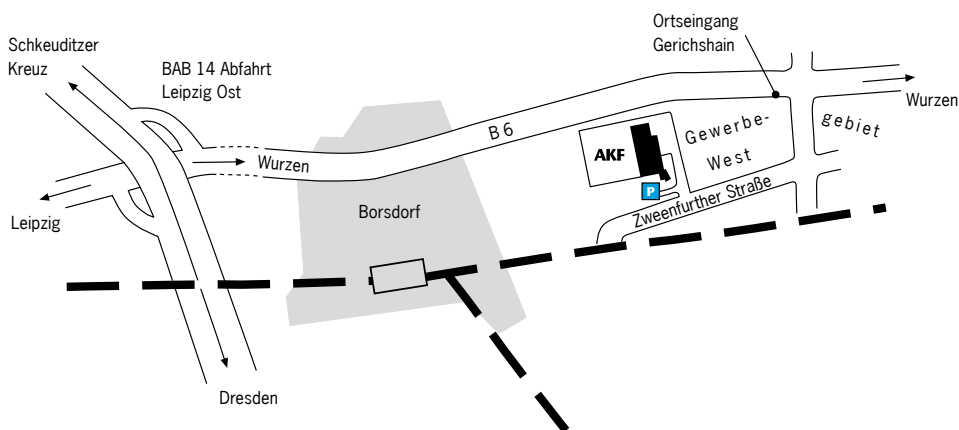 Schkeuditzer
Kreuz
BAB 14 Abfahrt
Leipzig Ost
Ortseingang
Gerichshain
Wurzen
B 6
Gewerbe-
West
gebiet
AKF
P
Wurzen
Leipzig
Borsdorf
Zweenfurther Straße
Dresden